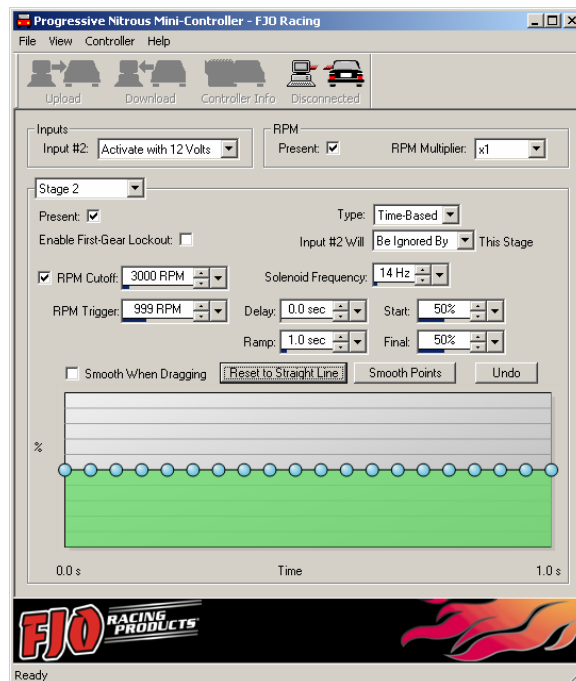 Progressive Nitrous Mini-Controller - FJO Racing
File View Controller Help
Upload Download Controller Info Disconnected
Inputs
Input #2: Activate with 12 Volts
RPM
Present: RPM Multiplier: x1
Stage 2
Present: Type: Time-Based
Enable First-Gear Lockout: Input #2 Will Be Ignored By This Stage
RPM Cutoff: 3000 RPM Solenoid Frequency: 14 Hz
RPM Trigger: 999 RPM Delay: 0.0 sec Start: 50%
Ramp: 1.0 sec Final: 50%
Smooth When Dragging Reset to Straight Line Smooth Points Undo
%
0.0 s Time 1.0 s
FJO RACING PRODUCTS
Ready